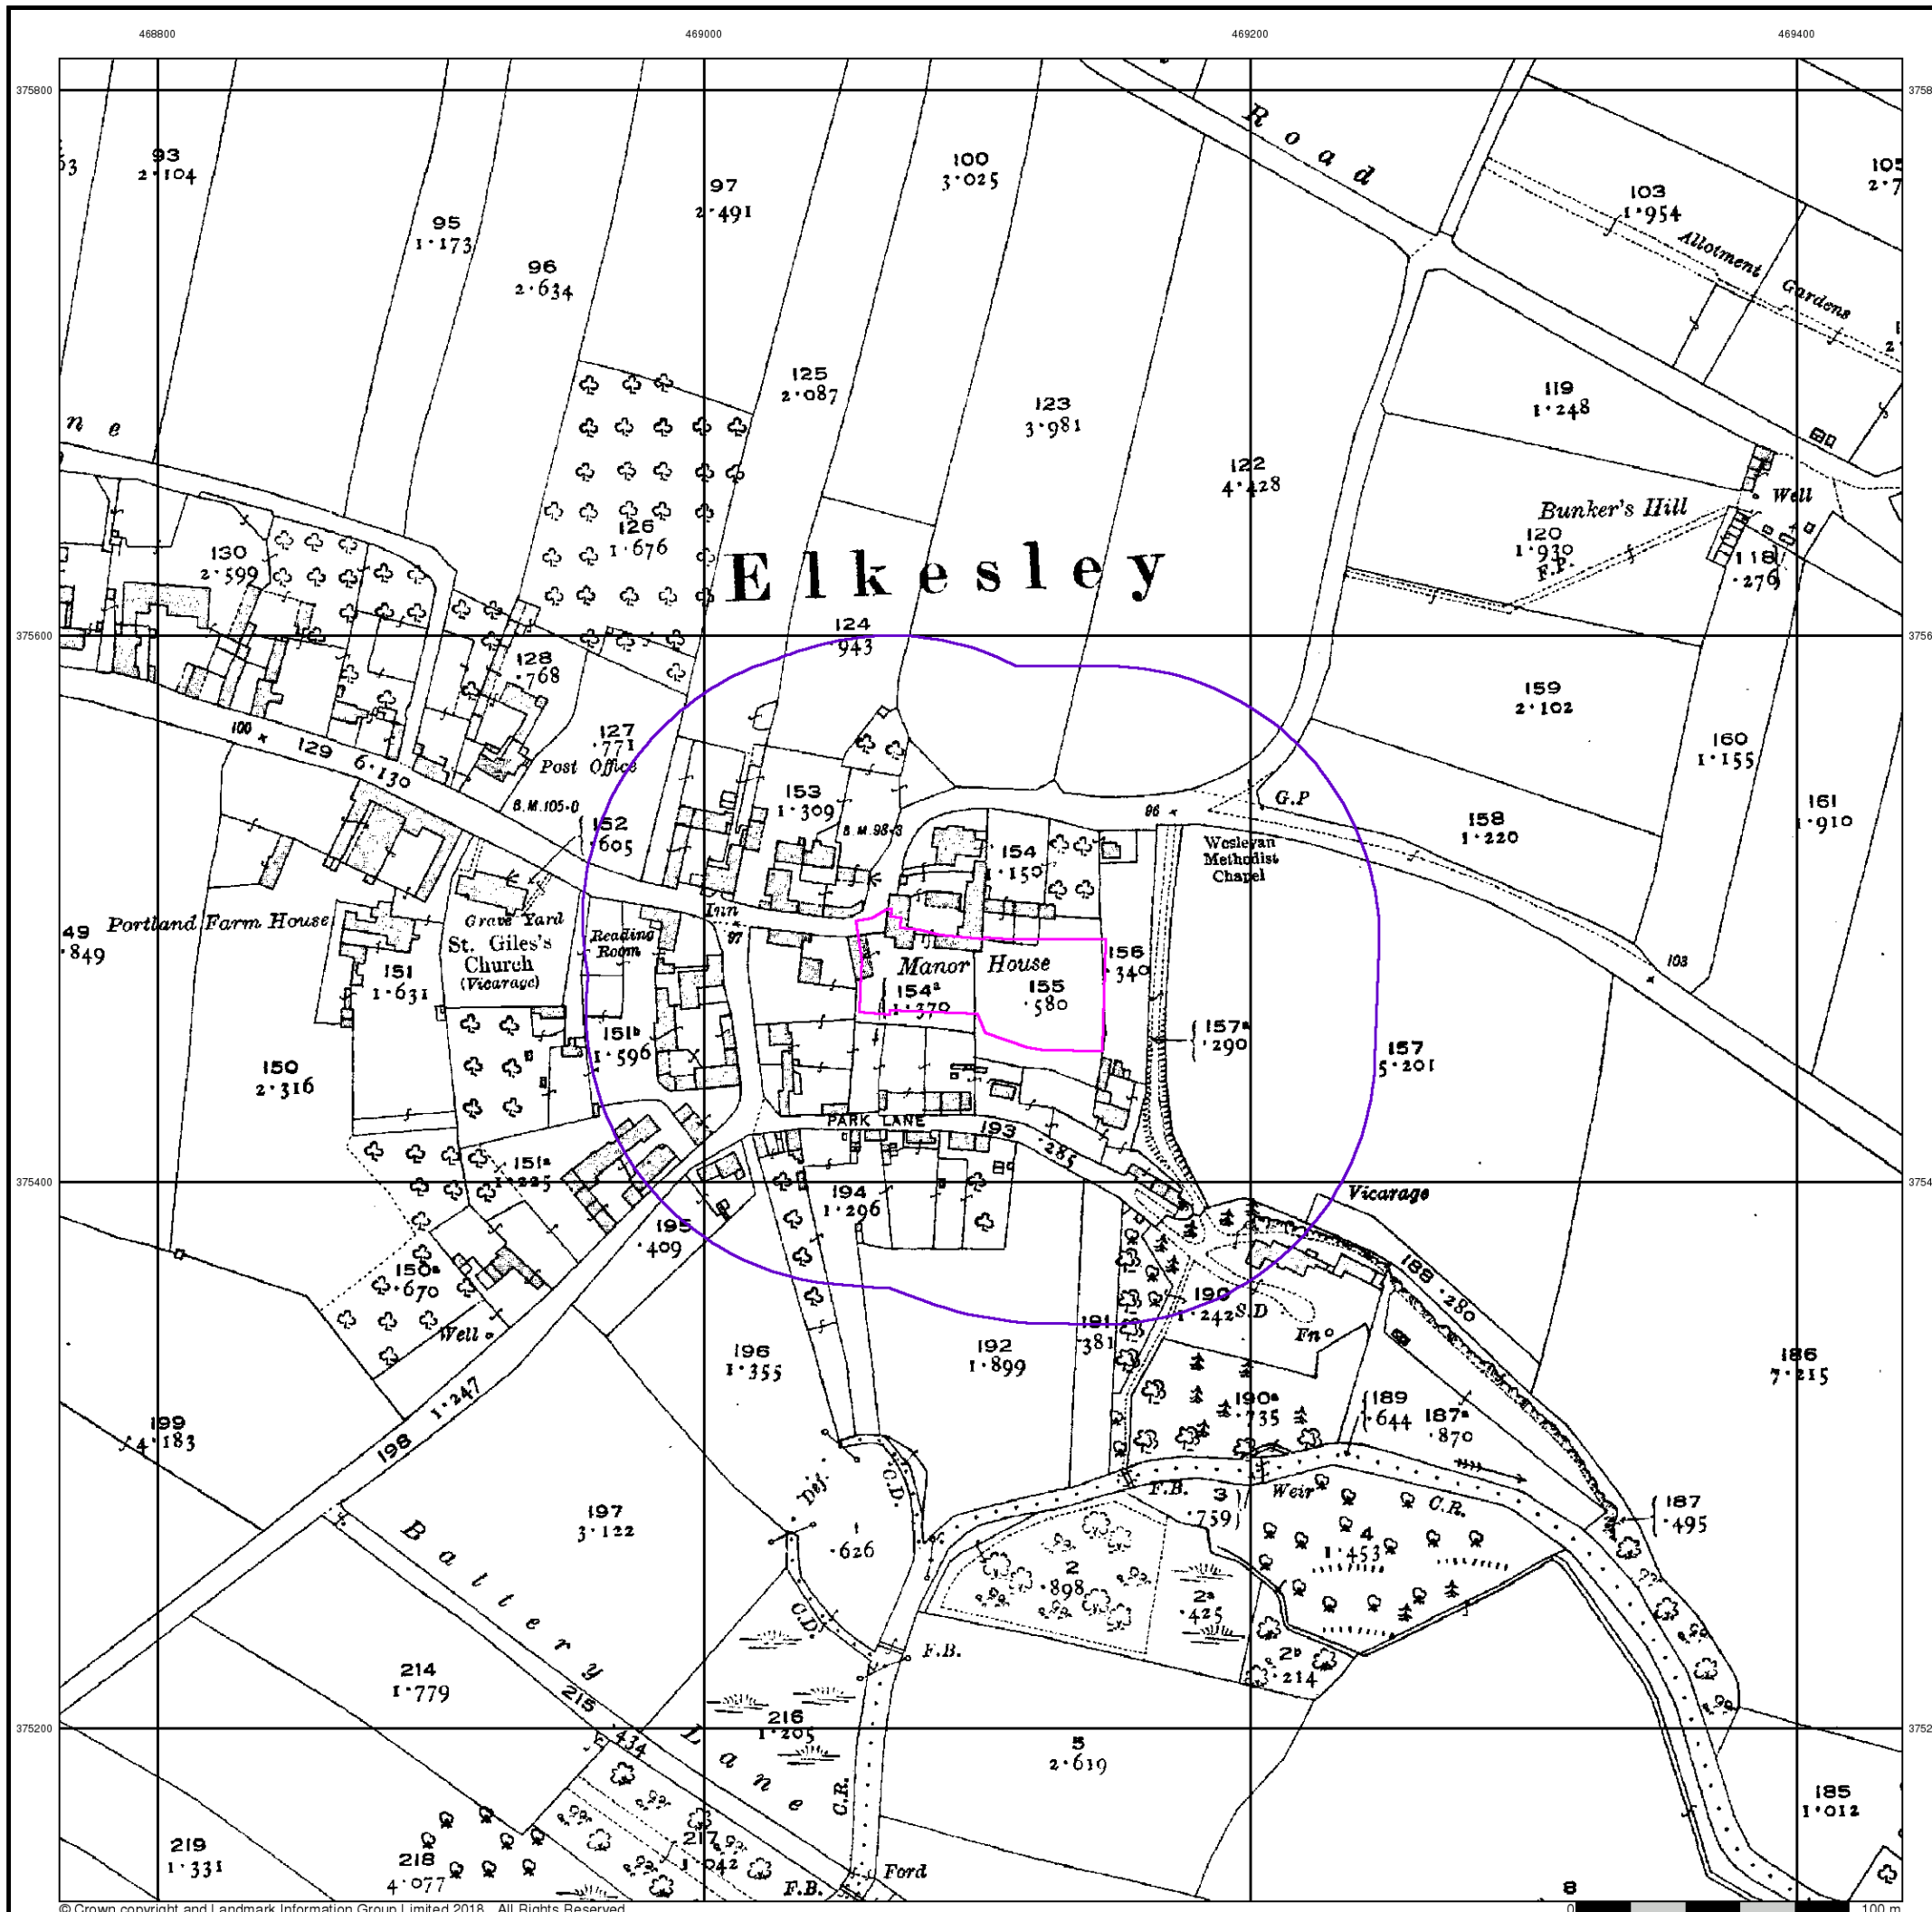 468800
469000
469200
469400
375800
Road
93
2·104
95
1·173
96
2·634
97
2·491
100
3·025
103
1·954
Allotment
Gardens
125
2·087
123
3·981
122
4·428
119
1·248
ne
126
1·676
Bunker's Hill
Well
120
1·930
F.P.
118
·276
130
2·599
Elkesley
375600
124
·943
128
·768
127
·771
Post Office
100
129
6·130
B.M.105·0
152
·605
153
1·309
B.M.98·3
154
1·150
96
G.P
Wesleyan
Methodist
Chapel
159
2·102
160
1·155
158
1·220
161
1·910
Portland Farm House
Grave Yard
St. Giles's
Church
(Vicarage)
Reading
Room
Inn
97
Manor House
154a
1·370
155
·580
156
·340
103
49
·849
151
1·631
150
2·316
151b
1·596
157a
·290
157
5·201
PARK LANE
193
·285
151a
1·225
375400
194
1·206
195
·409
Vicarage
150a
·670
Well
190
1·242
S.D
Fn
188
·280
191
·381
196
1·355
192
1·899
186
7·215
199
4·183
198
1·247
190a
·735
189
·644
187a
·870
C.D.
F.B.
3
·759
Weir
C.R.
187
·495
197
3·122
Battery Lane
1
·626
2
·898
2a
·425
4
1·453
C.D.
F.B.
2b
·214
214
1·779
215
·434
375200
216
1·205
5
2·619
C.R.
185
1·012
219
1·331
218
4·077
217
1·042
F.B.
Ford
8
© Crown copyright and Landmark Information Group Limited 2018. All Rights Reserved.
0
100 m